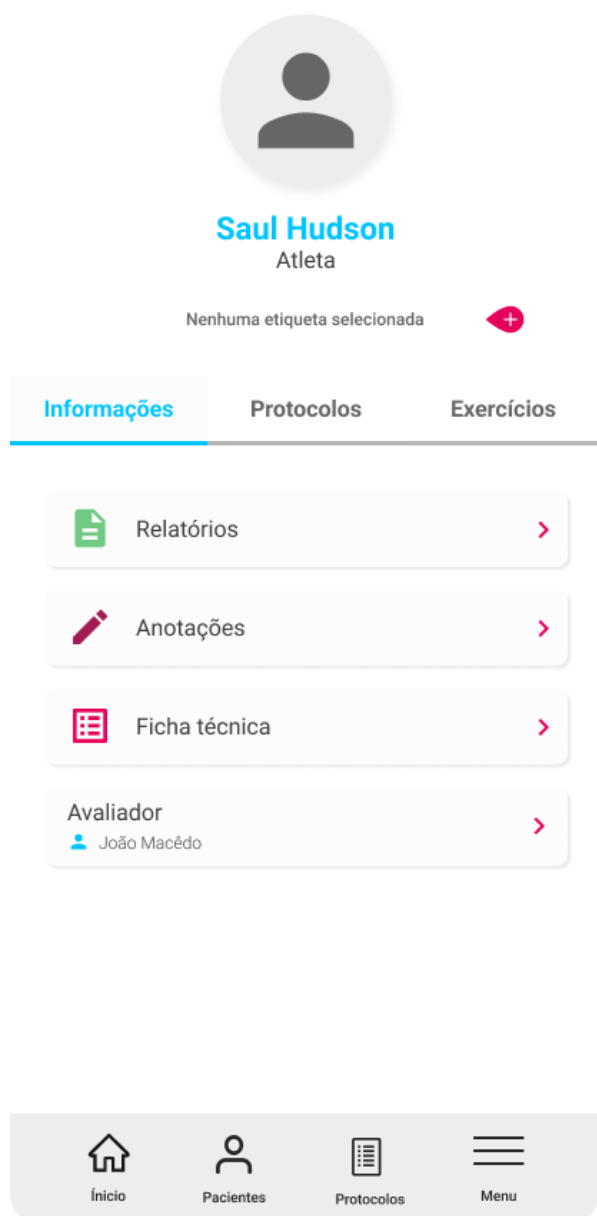 Saul Hudson
Atleta
Nenhuma etiqueta selecionada
Informações Protocolos Exercícios
Relatórios
Anotações
Ficha técnica
Avaliador
João Macêdo
Ínicio Pacientes Protocolos Menu